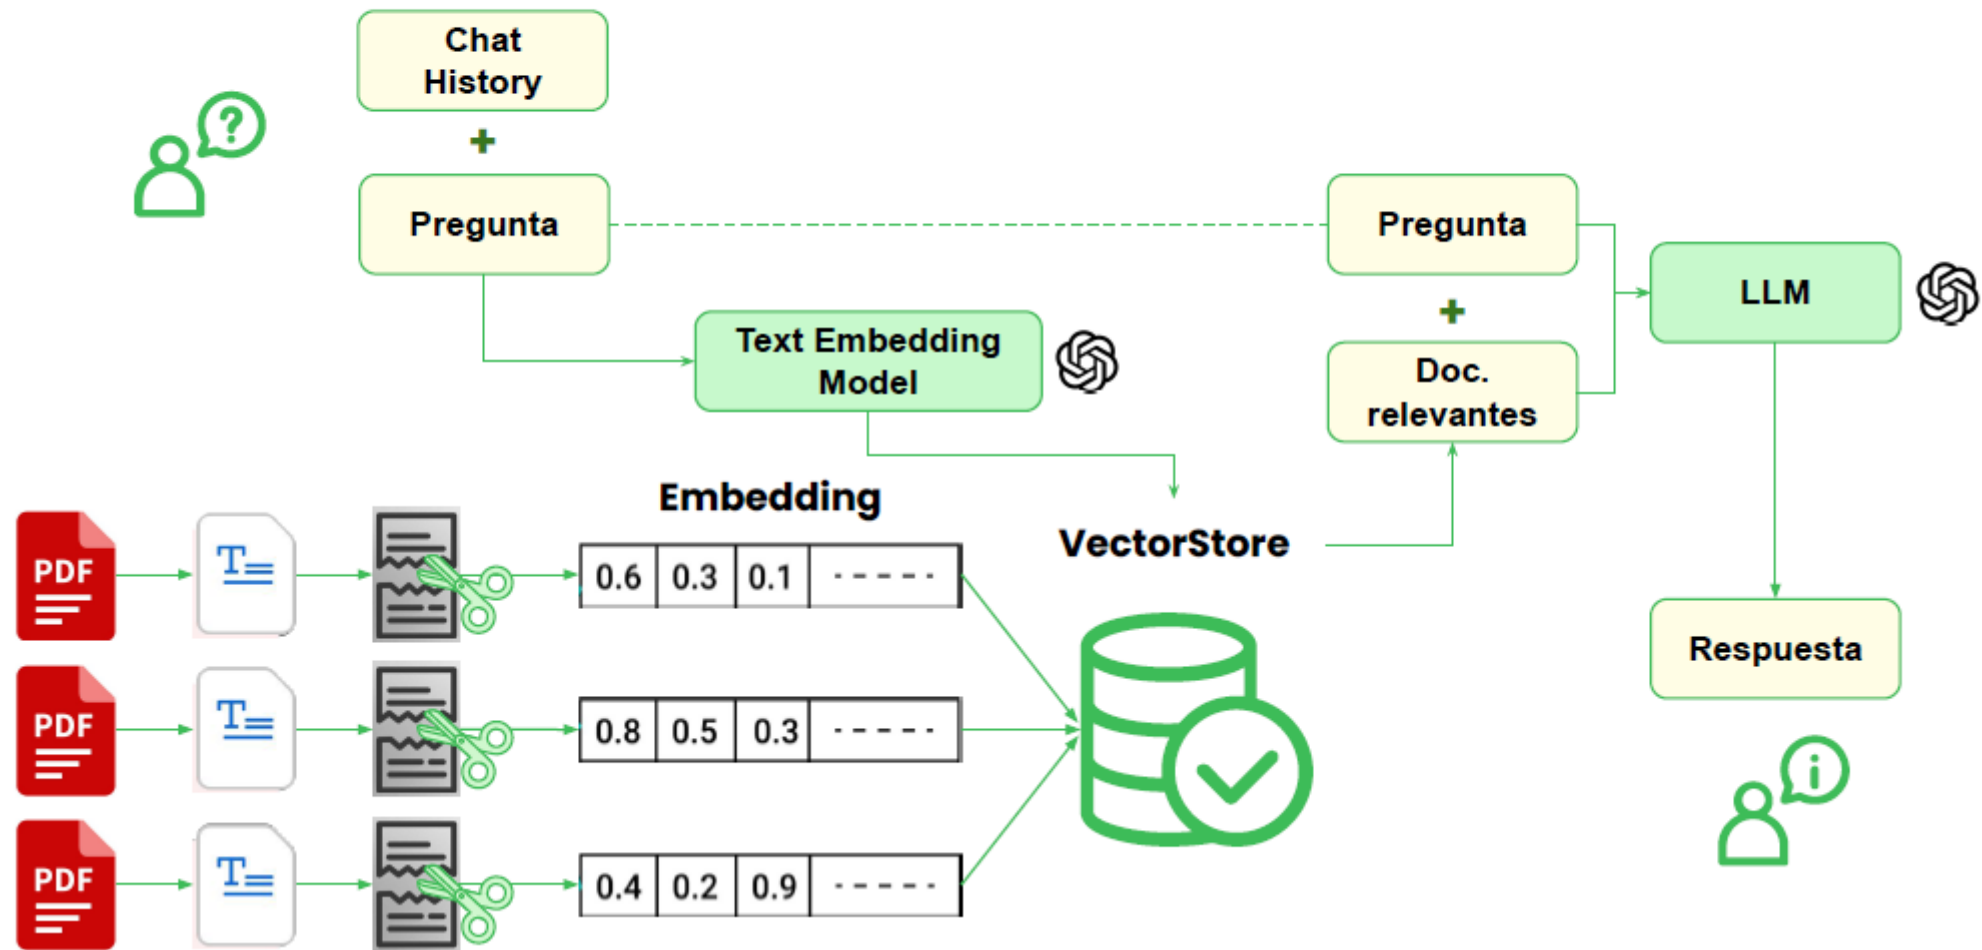 Chat
History
+
Pregunta
Pregunta
+
Doc.
relevantes
LLM
Text Embedding
Model
Embedding
VectorStore
PDF
T
0.6 0.3 0.1 -----
PDF
T
0.8 0.5 0.3 -----
PDF
T
0.4 0.2 0.9 -----
Respuesta
?
i